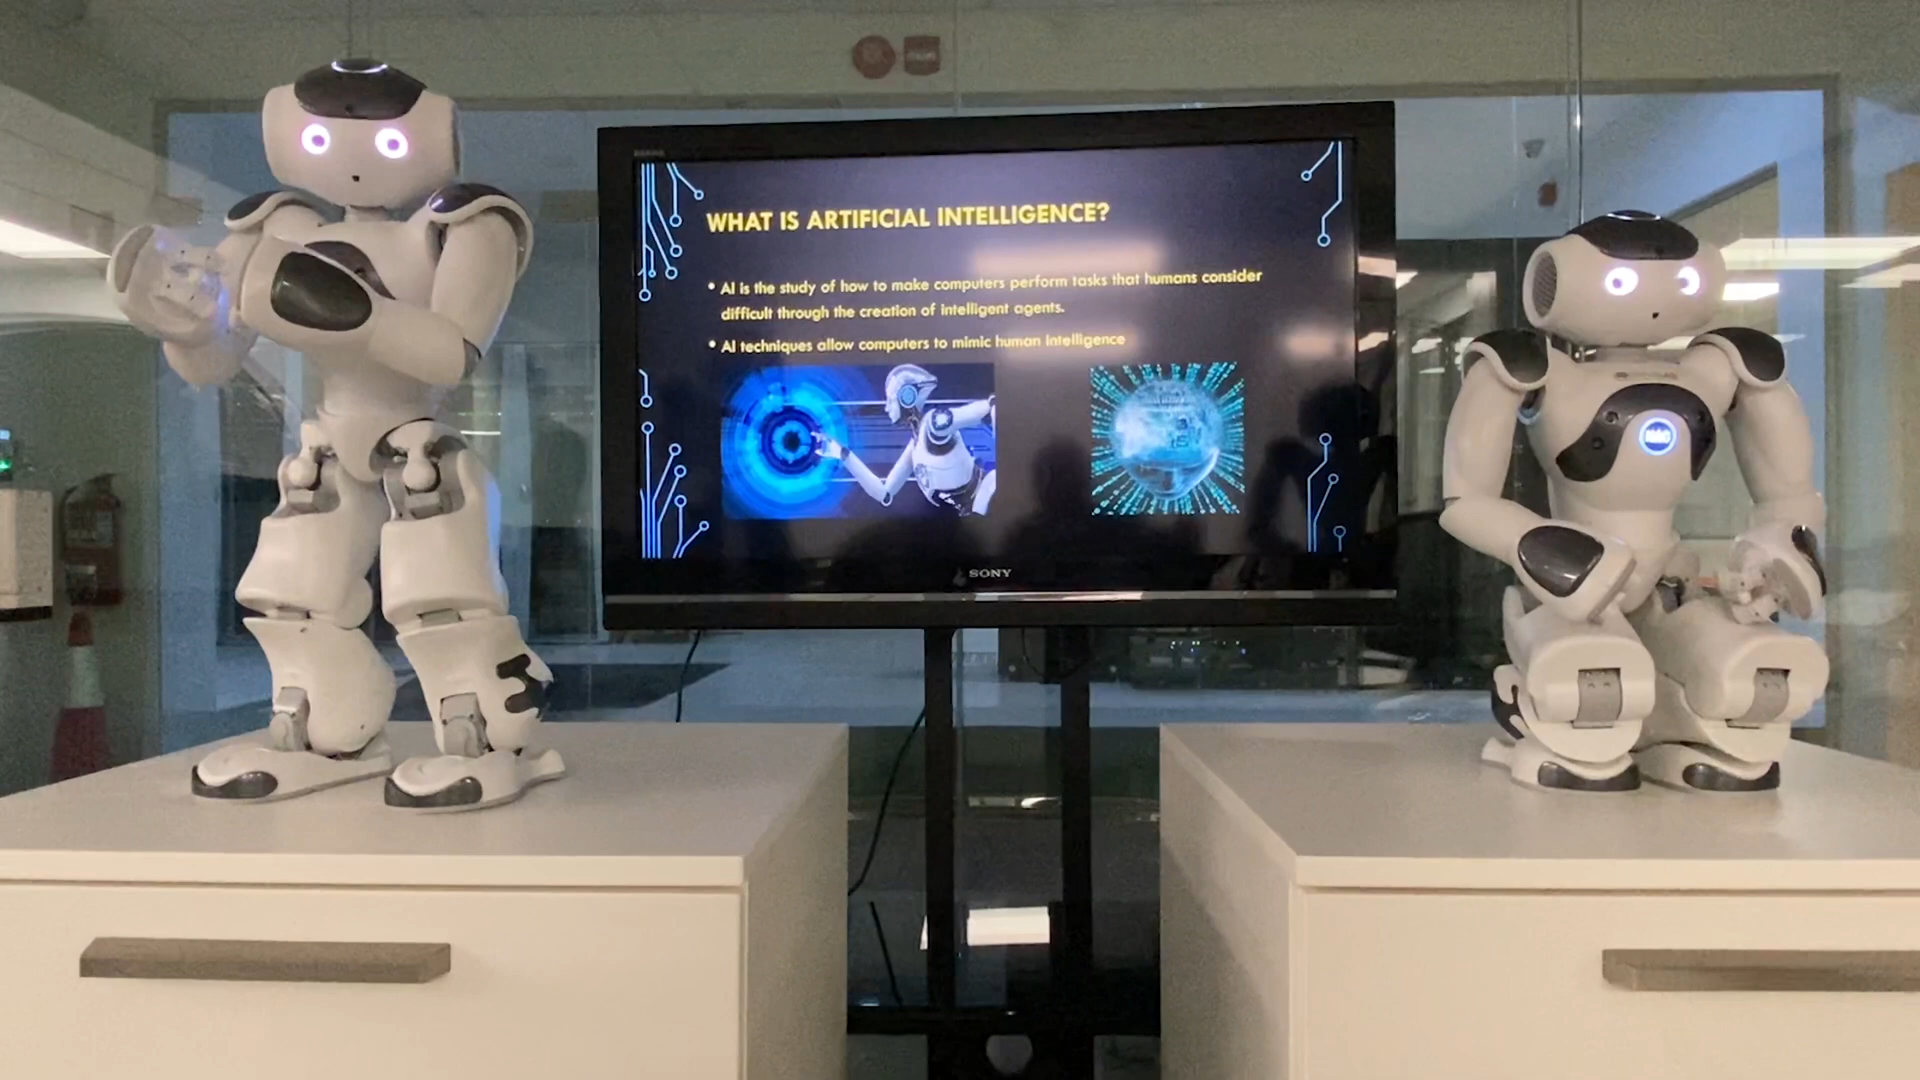 WHAT IS ARTIFICIAL INTELLIGENCE?
• AI is the study of how to make computers perform tasks that humans consider
difficult through the creation of intelligent agents.
• AI techniques allow computers to mimic human intelligence
SONY
NAO